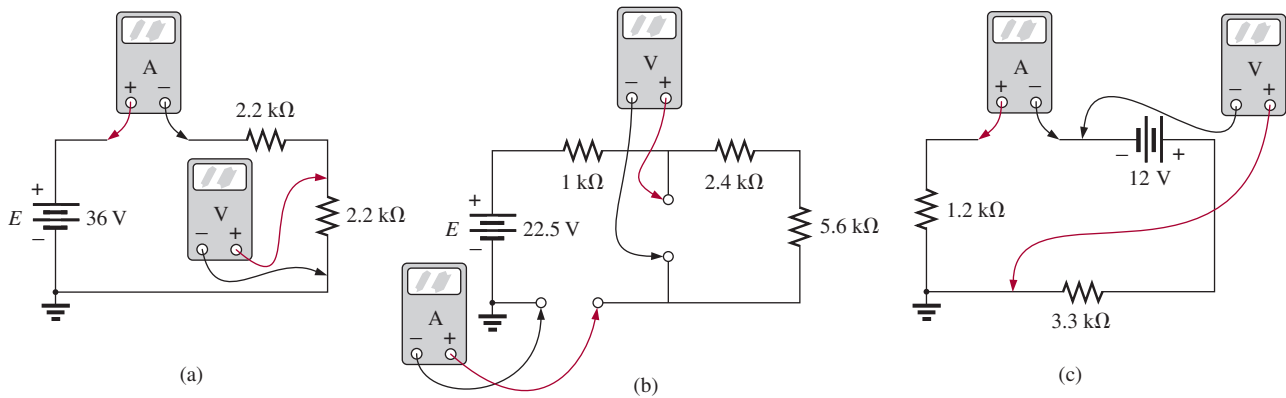 A
+ −
2.2 kΩ
+
E
36 V
−
V
− +
2.2 kΩ
(a)
V
− +
1 kΩ
2.4 kΩ
+
E
22.5 V
−
5.6 kΩ
A
− +
(b)
A
+ −
V
− +
− +
12 V
1.2 kΩ
3.3 kΩ
(c)